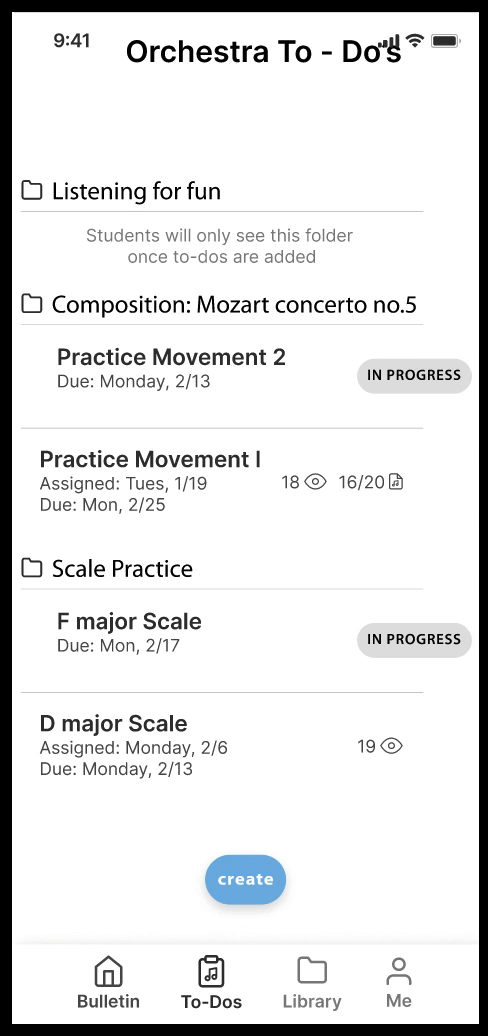 9:41
Orchestra To - Do's
Listening for fun
Students will only see this folder
once to-dos are added
Composition: Mozart concerto no.5
Practice Movement 2
Due: Monday, 2/13
IN PROGRESS
Practice Movement I
Assigned: Tues, 1/19
18 16/20
Due: Mon, 2/25
Scale Practice
F major Scale
Due: Mon, 2/17
IN PROGRESS
D major Scale
Assigned: Monday, 2/6
19
Due: Monday, 2/13
create
Bulletin To-Dos Library Me